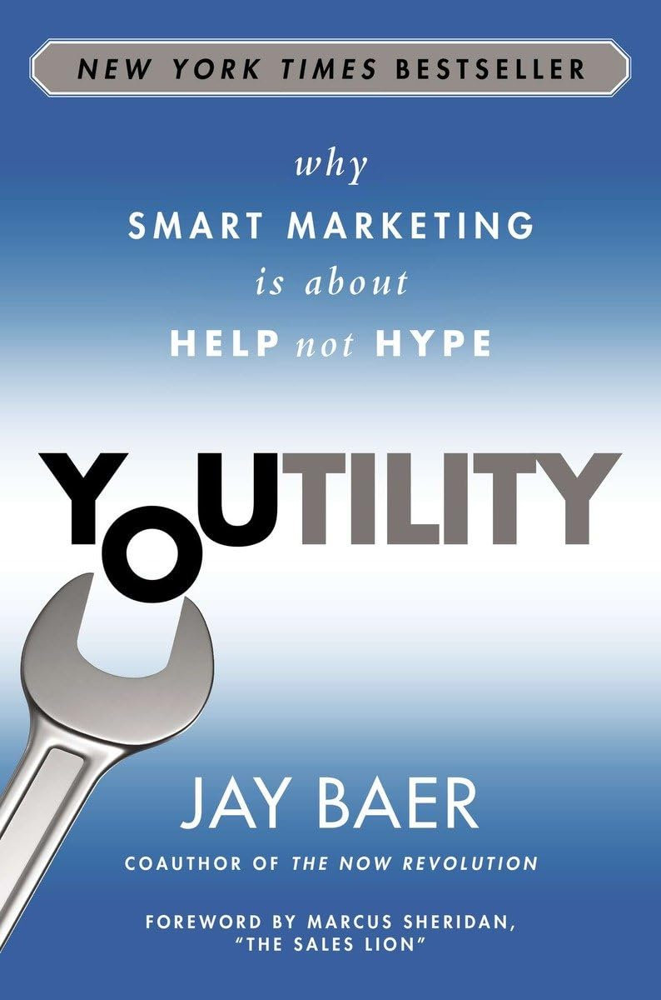 NEW YORK TIMES BESTSELLER
why
SMART MARKETING
is about
HELP not HYPE
YOUTILITY
JAY BAER
COAUTHOR OF THE NOW REVOLUTION
FOREWORD BY MARCUS SHERIDAN,
"THE SALES LION"